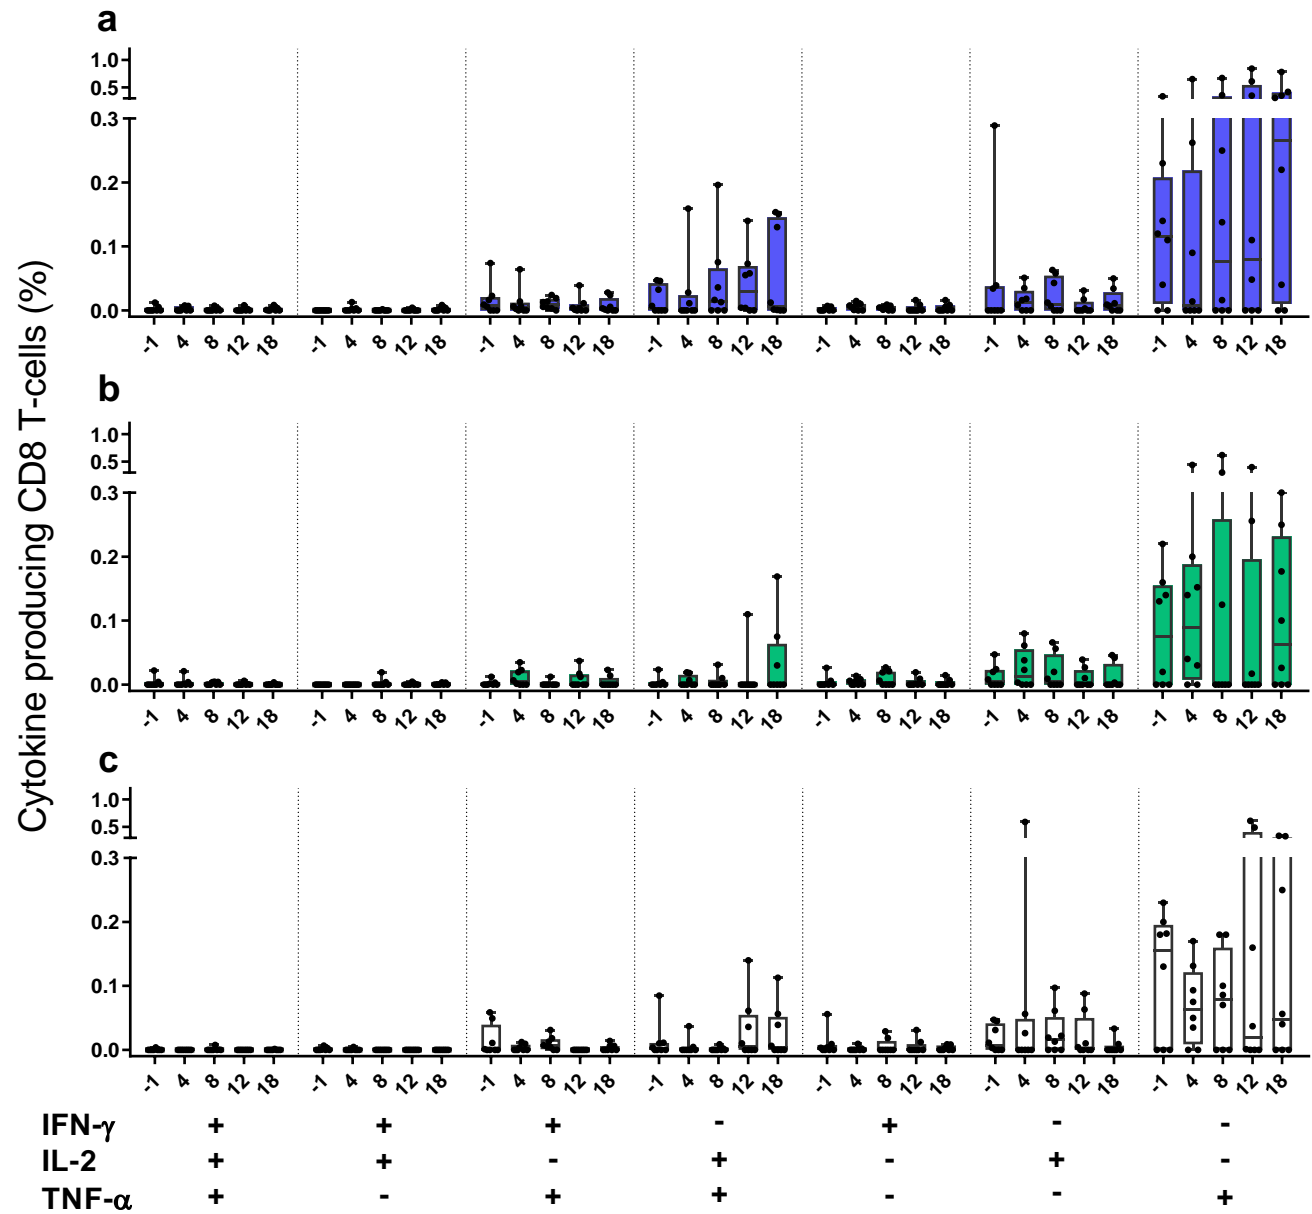 a
1.0
0.5
0.3
0.2
0.1
0.0
-1 4 8 12 18 -1 4 8 12 18 -1 4 8 12 18 -1 4 8 12 18 -1 4 8 12 18 -1 4 8 12 18 -1 4 8 12 18
Cytokine producing CD8 T-cells (%)
b
1.0
0.5
0.3
0.2
0.1
0.0
-1 4 8 12 18 -1 4 8 12 18 -1 4 8 12 18 -1 4 8 12 18 -1 4 8 12 18 -1 4 8 12 18 -1 4 8 12 18
c
1.0
0.5
0.3
0.2
0.1
0.0
-1 4 8 12 18 -1 4 8 12 18 -1 4 8 12 18 -1 4 8 12 18 -1 4 8 12 18 -1 4 8 12 18 -1 4 8 12 18
IFN-γ + + + - + - -
IL-2 + + - + - + -
TNF-α + - + + - - +